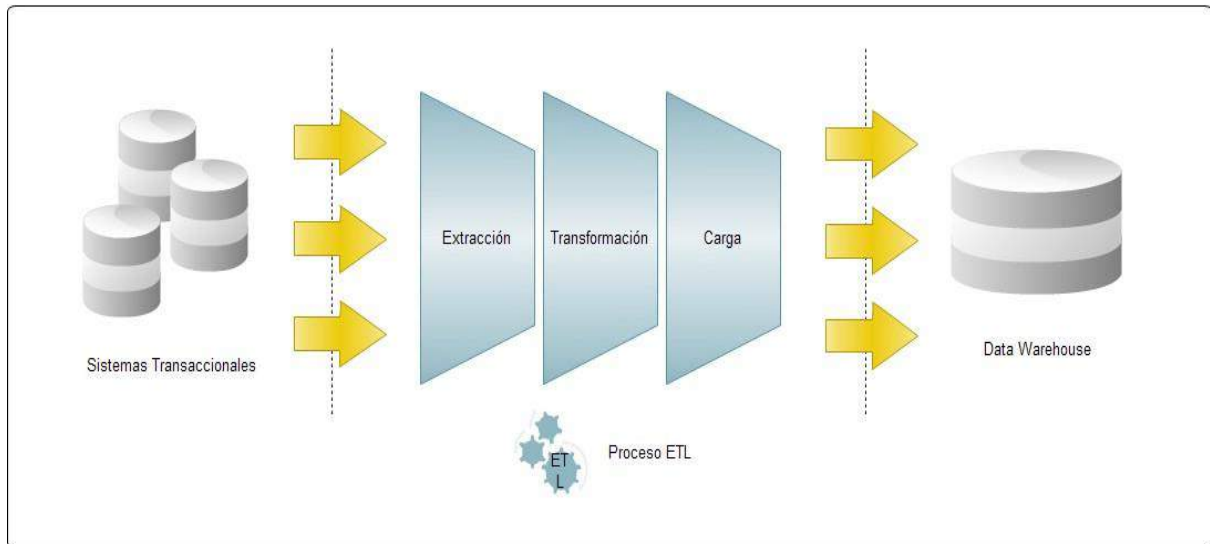 Sistemas Transaccionales
Extracción
Transformación
Carga
Data Warehouse
ET
L
Proceso ETL